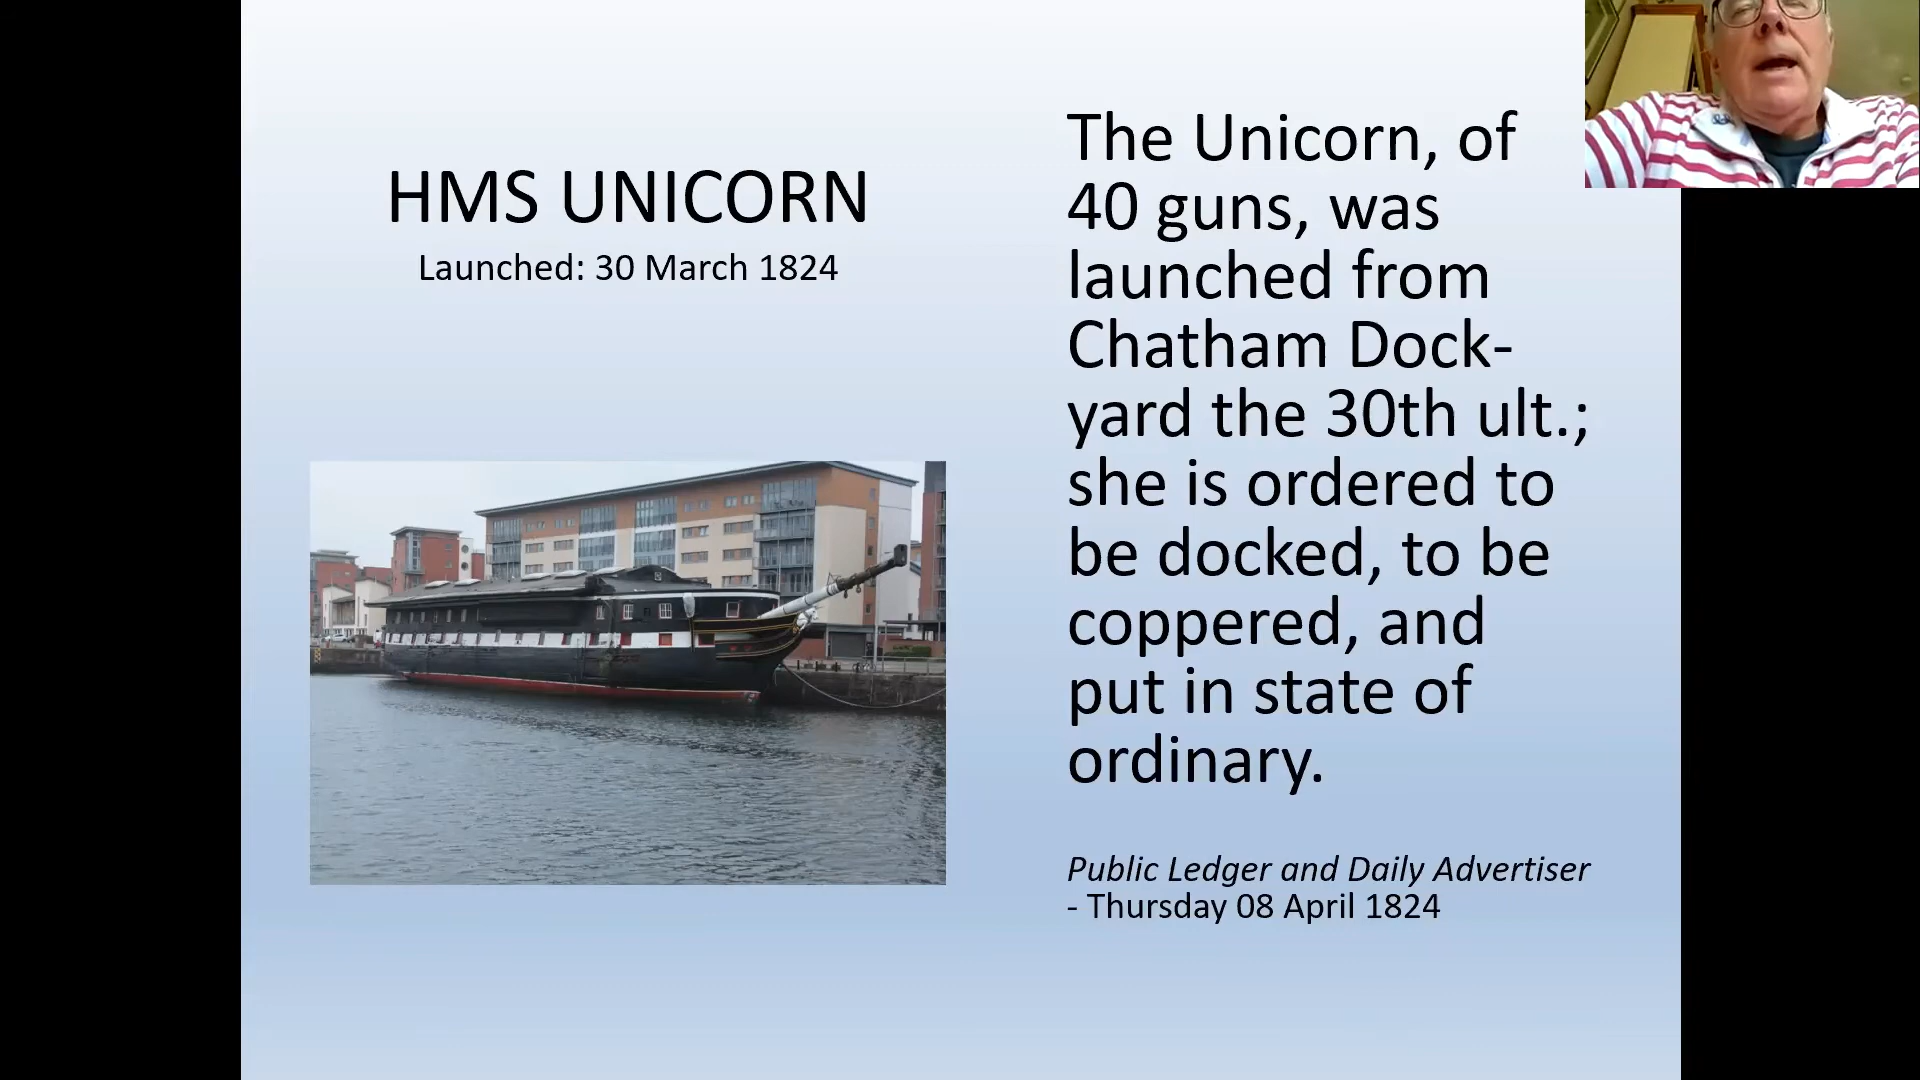 HMS UNICORN
Launched: 30 March 1824
The Unicorn, of
40 guns, was
launched from
Chatham Dock-
yard the 30th ult.;
she is ordered to
be docked, to be
coppered, and
put in state of
ordinary.
Public Ledger and Daily Advertiser
- Thursday 08 April 1824